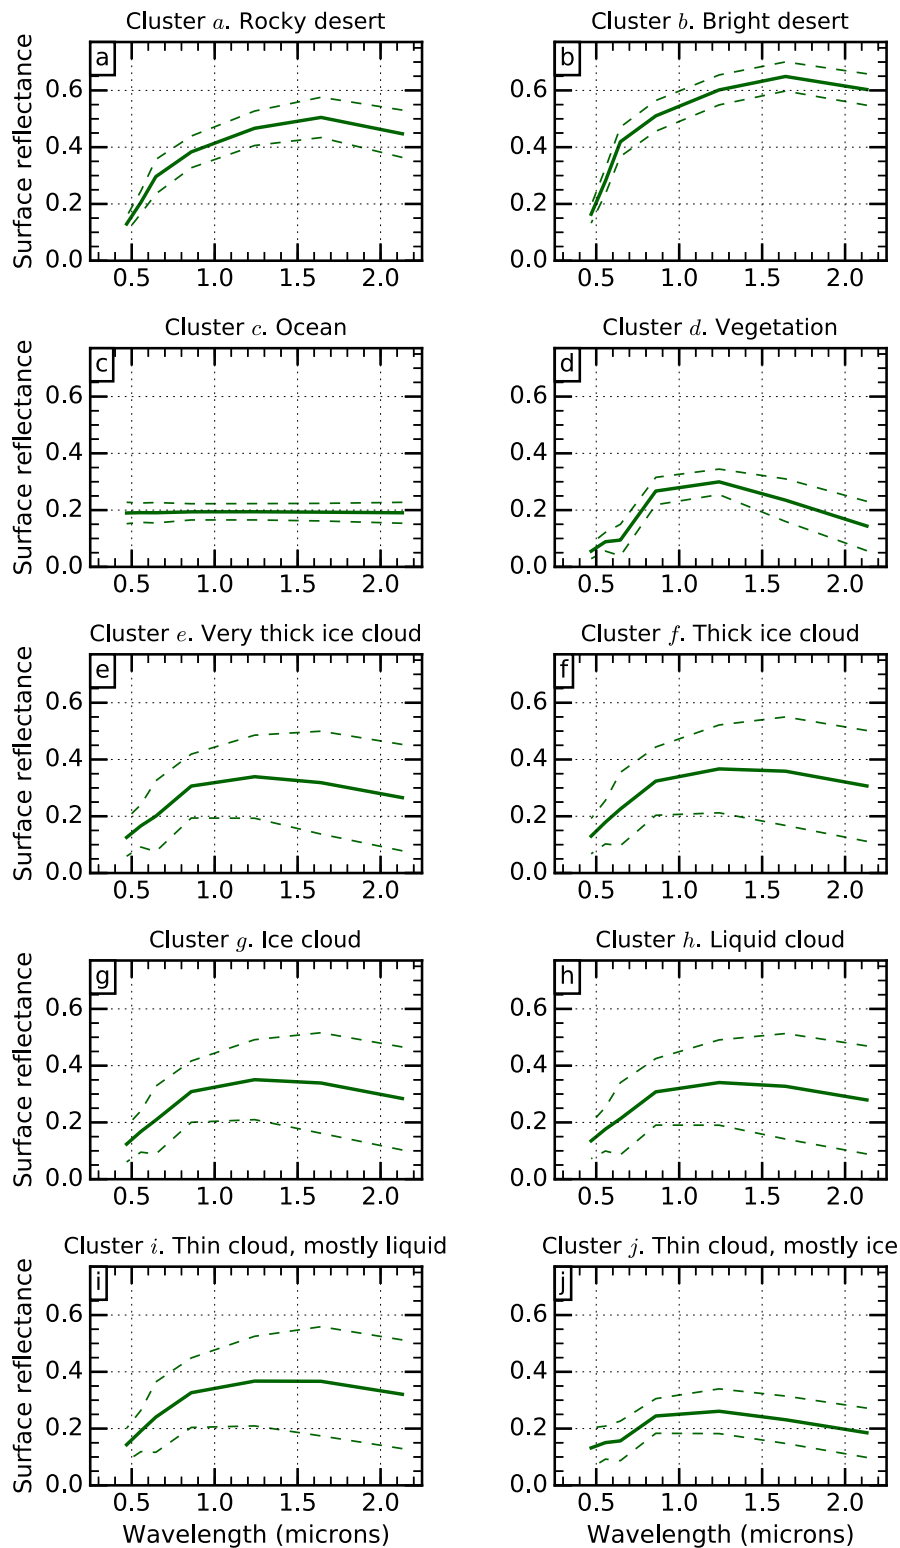 Cluster a. Rocky desert
Cluster b. Bright desert
a
b
Surface reflectance
0.6
0.4
0.2
0.0
0.5 1.0 1.5 2.0
0.6
0.4
0.2
0.0
0.5 1.0 1.5 2.0
Cluster c. Ocean
Cluster d. Vegetation
c
d
Surface reflectance
0.6
0.4
0.2
0.0
0.5 1.0 1.5 2.0
0.6
0.4
0.2
0.0
0.5 1.0 1.5 2.0
Cluster e. Very thick ice cloud
Cluster f. Thick ice cloud
e
f
Surface reflectance
0.6
0.4
0.2
0.0
0.5 1.0 1.5 2.0
0.6
0.4
0.2
0.0
0.5 1.0 1.5 2.0
Cluster g. Ice cloud
Cluster h. Liquid cloud
g
h
Surface reflectance
0.6
0.4
0.2
0.0
0.5 1.0 1.5 2.0
0.6
0.4
0.2
0.0
0.5 1.0 1.5 2.0
Cluster i. Thin cloud, mostly liquid
Cluster j. Thin cloud, mostly ice
i
j
Surface reflectance
0.6
0.4
0.2
0.0
0.5 1.0 1.5 2.0
Wavelength (microns)
0.6
0.4
0.2
0.0
0.5 1.0 1.5 2.0
Wavelength (microns)